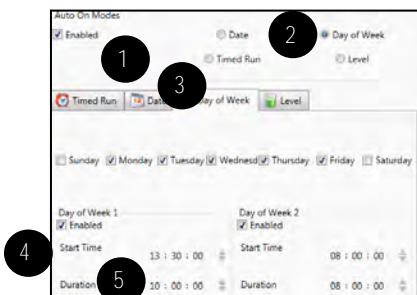 Auto On Modes
Enabled Date 2 Day of Week
1 Timed Run Level
3
Timed Run Date Day of Week Level
Sunday Monday Tuesday Wednesd Thursday Friday Saturday
Day of Week 1 Day of Week 2
Enabled Enabled
4 Start Time 13 : 30 : 00 Start Time 08 : 00 : 00
Duration 5 10 : 00 : 00 Duration 08 : 00 : 00